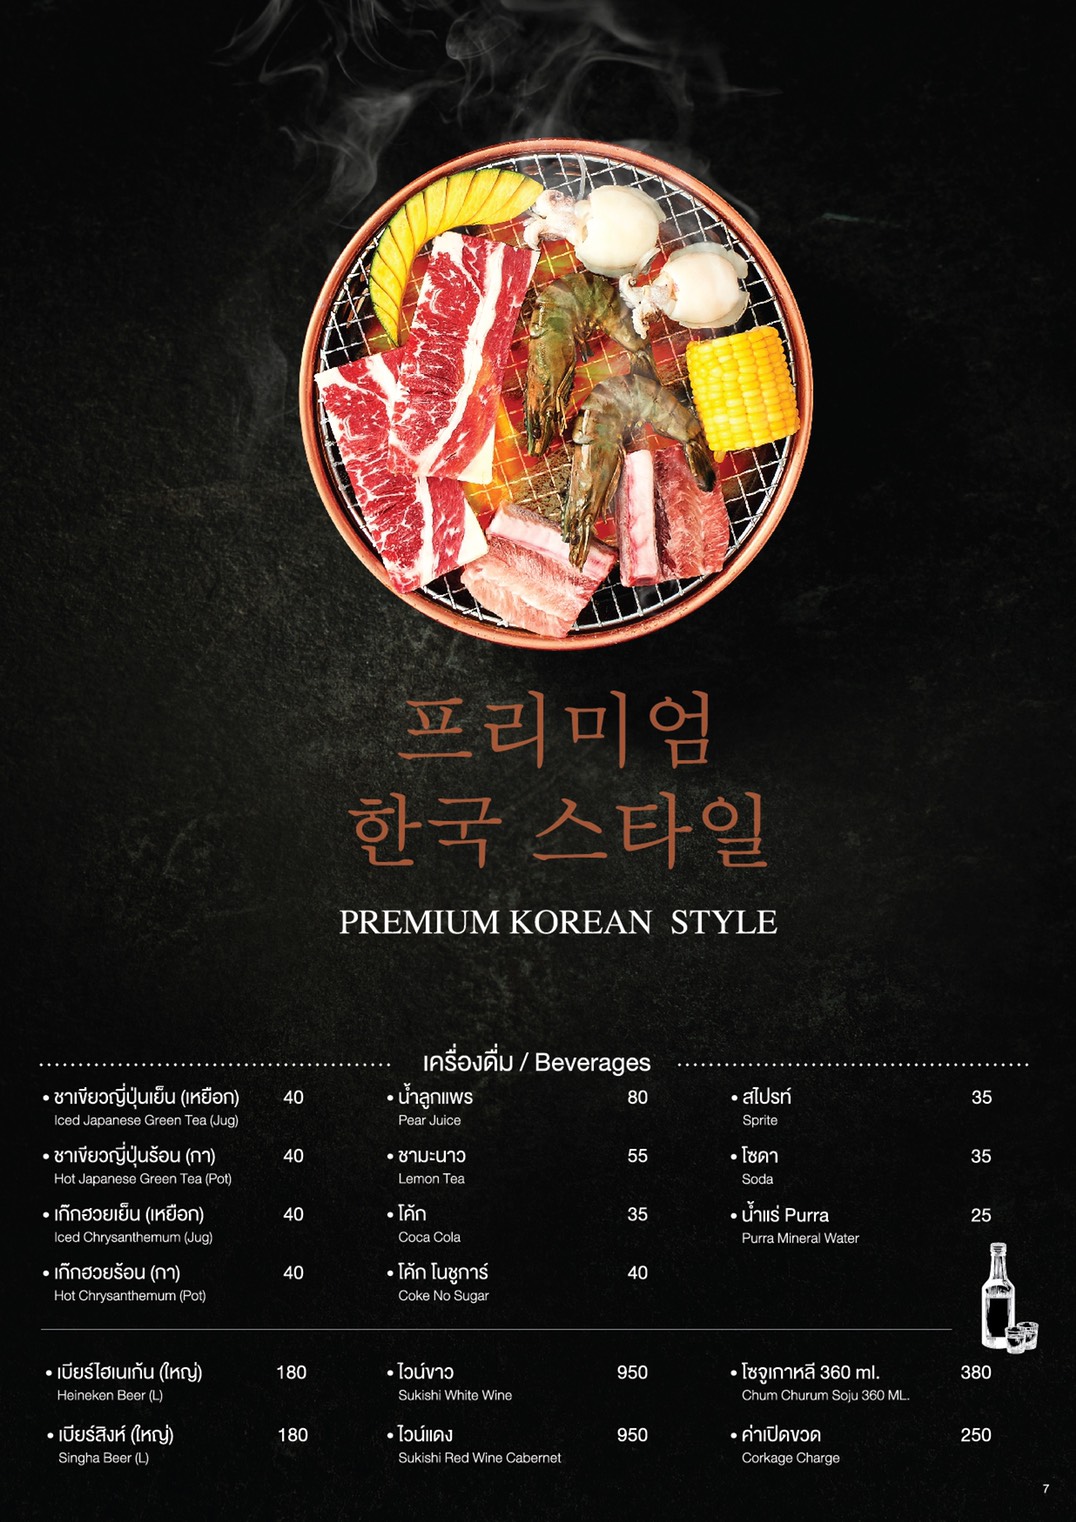 프리미엄
한국 스타일
PREMIUM KOREAN STYLE
เครื่องดื่ม / Beverages
• ชาเขียวญี่ปุ่นเย็น (เหยือก) 40
Iced Japanese Green Tea (Jug)
• ชาเขียวญี่ปุ่นร้อน (กา) 40
Hot Japanese Green Tea (Pot)
• เก๊กฮวยเย็น (เหยือก) 40
Iced Chrysanthemum (Jug)
• เก๊กฮวยร้อน (กา) 40
Hot Chrysanthemum (Pot)
• น้ำลูกแพร 80
Pear Juice
• ชามะนาว 55
Lemon Tea
• โค้ก 35
Coca Cola
• โค้ก โนชูการ์ 40
Coke No Sugar
• สไปรท์ 35
Sprite
• โซดา 35
Soda
• น้ำแร่ Purra 25
Purra Mineral Water
• เบียร์ไฮเนเก้น (ใหญ่) 180
Heineken Beer (L)
• เบียร์สิงห์ (ใหญ่) 180
Singha Beer (L)
• ไวน์ขาว 950
Sukishi White Wine
• ไวน์แดง 950
Sukishi Red Wine Cabernet
• โซจูเกาหลี 360 ml. 380
Chum Churum Soju 360 ML.
• ค่าเปิดขวด 250
Corkage Charge
7